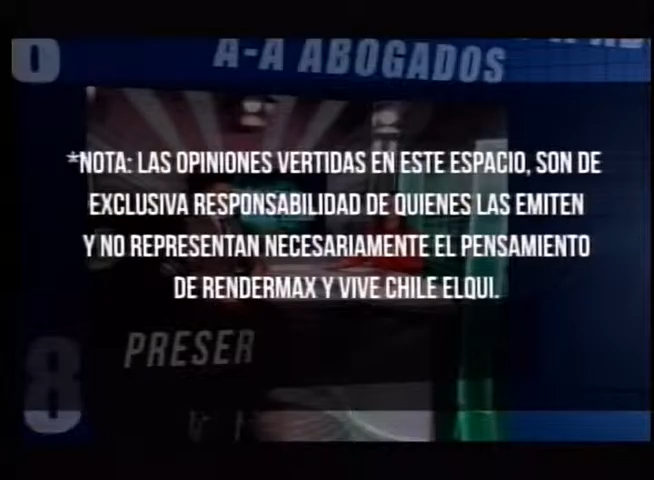 A-A ABOGADOS
*NOTA: LAS OPINIONES VERTIDAS EN ESTE ESPACIO, SON DE
EXCLUSIVA RESPONSABILIDAD DE QUIENES LAS EMITEN
Y NO REPRESENTAN NECESARIAMENTE EL PENSAMIENTO
DE RENDERMAX Y VIVE CHILE ELQUI.
PRESER
8